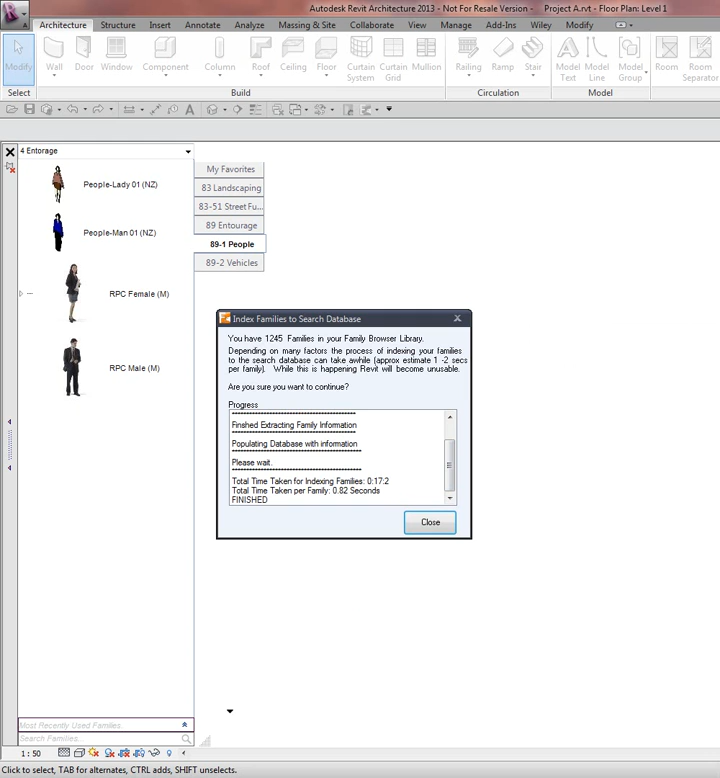 Autodesk Revit Architecture 2013 - Not For Resale Version - Project A.rvt - Floor Plan: Level 1
Architecture Structure Insert Annotate Analyze Massing & Site Collaborate View Manage Add-Ins Wiley Modify
Modify Wall Door Window Component Column Roof Ceiling Floor Curtain System Curtain Grid Mullion Railing Ramp Stair Model Text Model Line Model Group Room Room Separator
Select Build Circulation Model
4 Entorage
My Favorites
83 Landscaping
83-51 Street Fu...
89 Entourage
89-1 People
89-2 Vehicles
People-Lady 01 (NZ)
People-Man 01 (NZ)
RPC Female (M)
RPC Male (M)
Index Families to Search Database
You have 1245 Families in your Family Browser Library.
Depending on many factors the process of indexing your families
to the search database can take awhile (approx estimate 1 -2 secs
per family). While this is happening Revit will become unusable.
Are you sure you want to continue?
Progress
Finshed Extracting Family Information
Populating Database with information
Please wait.
Total Time Taken for Indexing Families: 0:17:2
Total Time Taken per Family: 0.82 Seconds
FINISHED
Close
Most Recently Used Families
Search Families...
1 : 50
Click to select, TAB for alternates, CTRL adds, SHIFT unselects.